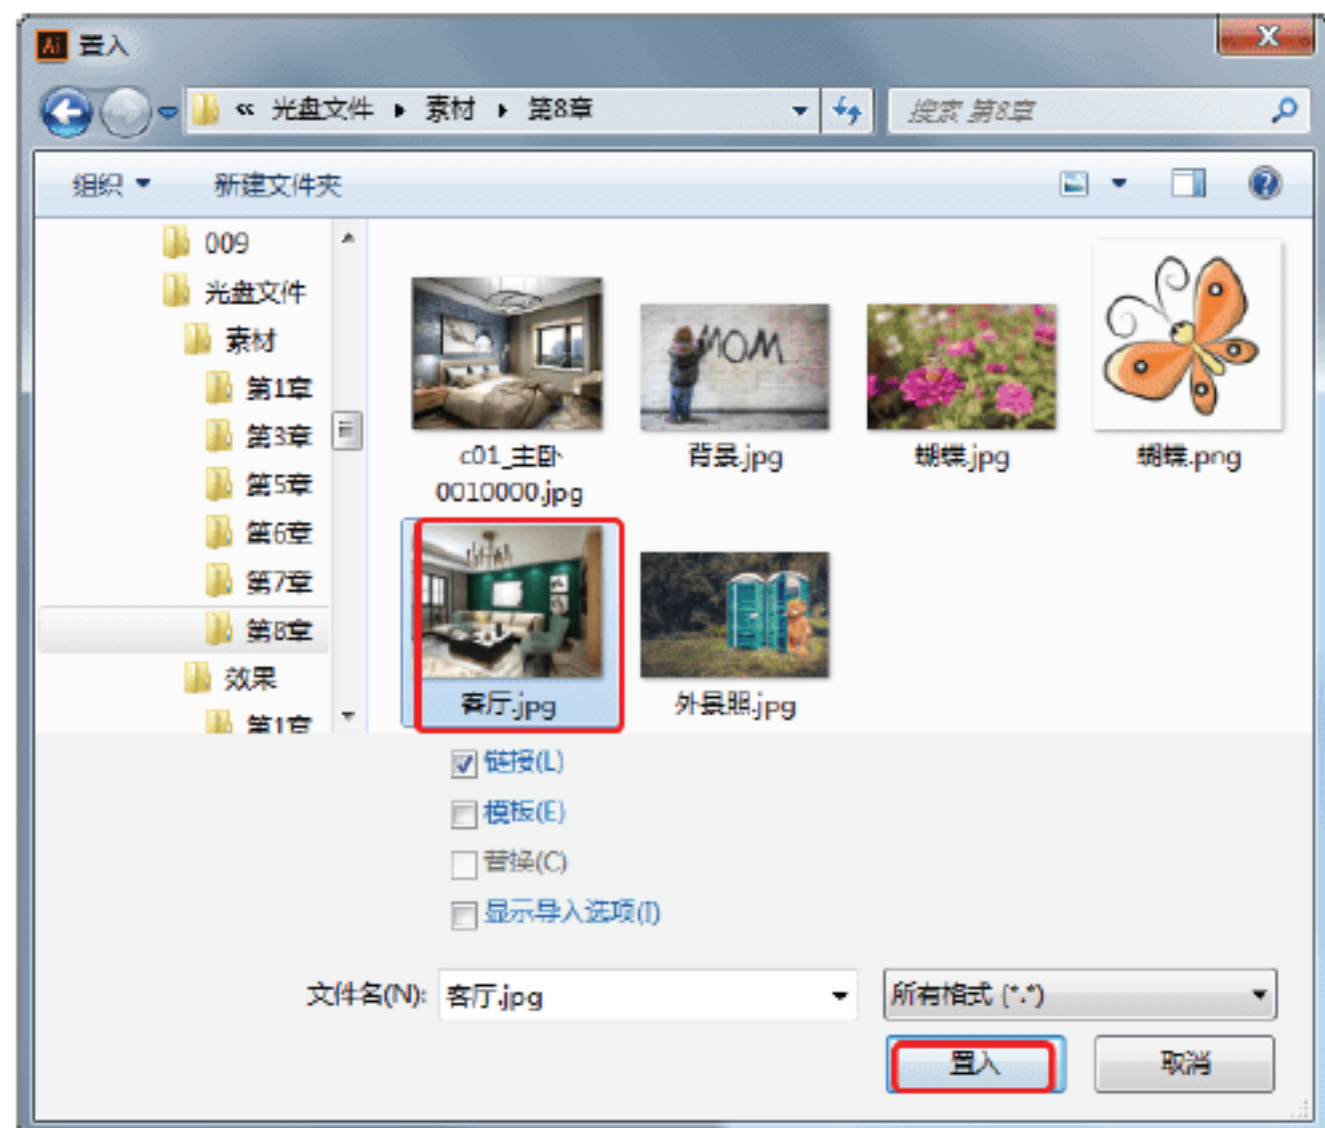 Ai 置入
« 光盘文件 ▸ 素材 ▸ 第8章
搜索 第8章
组织 新建文件夹
009
光盘文件
素材
第1章
第3章
第5章
第6章
第7章
第8章
效果
第1章
MOM
c01_主卧
0010000.jpg
背景.jpg
蝴蝶.jpg
蝴蝶.png
客厅.jpg
外景照.jpg
链接(L)
模板(E)
替换(C)
显示导入选项(I)
文件名(N): 客厅.jpg
所有格式 (*.*)
置入
取消